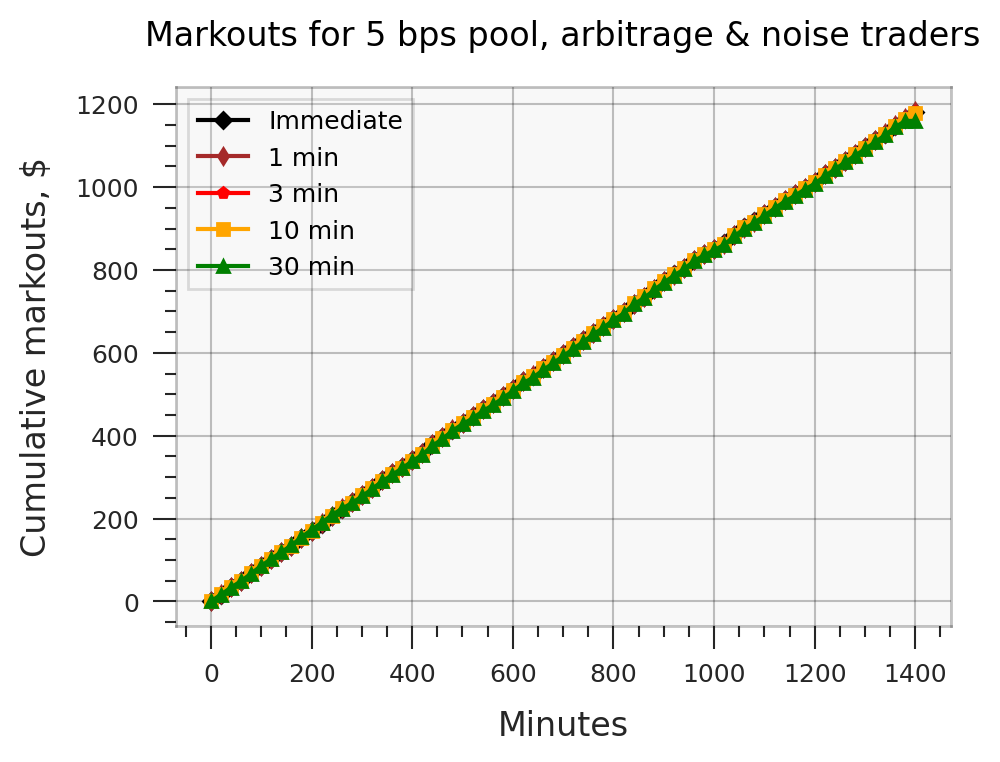 Markouts for 5 bps pool, arbitrage & noise traders
Cumulative markouts, $
1200
1000
800
600
400
200
0
Immediate
1 min
3 min
10 min
30 min
0 200 400 600 800 1000 1200 1400
Minutes